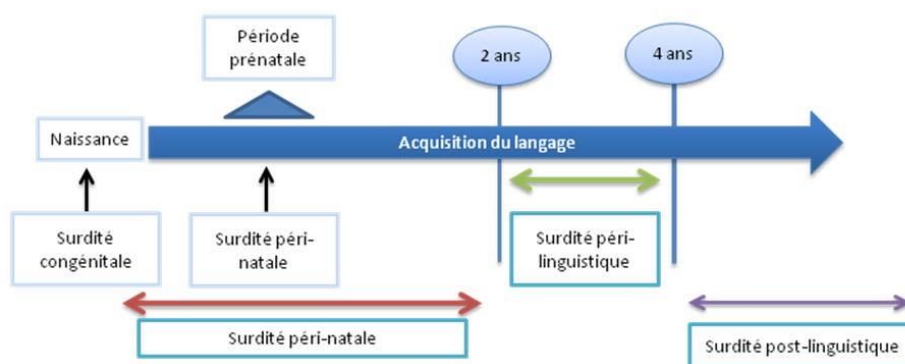 Période
prénatale
2 ans
4 ans
Naissance
Acquisition du langage
Surdité
congénitale
Surdité péri-
natale
Surdité péri-
linguistique
Surdité péri-natale
Surdité post-linguistique